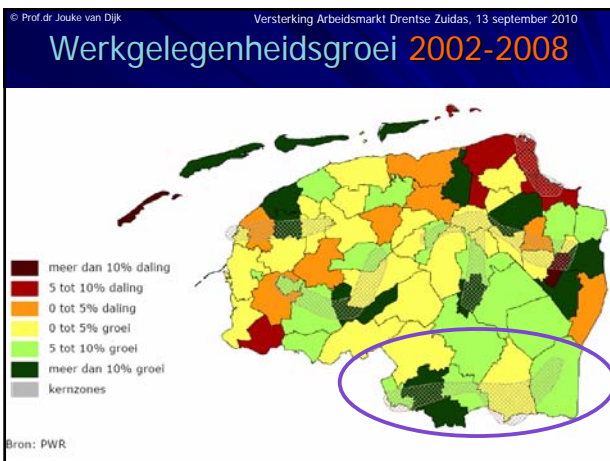 © Prof.dr Jouke van Dijk Versterking Arbeidsmarkt Drentse Zuidas, 13 september 2010
Werkgelegenheidsgroei 2002-2008
meer dan 10% daling
5 tot 10% daling
0 tot 5% daling
0 tot 5% groei
5 tot 10% groei
meer dan 10% groei
kernzones
Bron: PWR